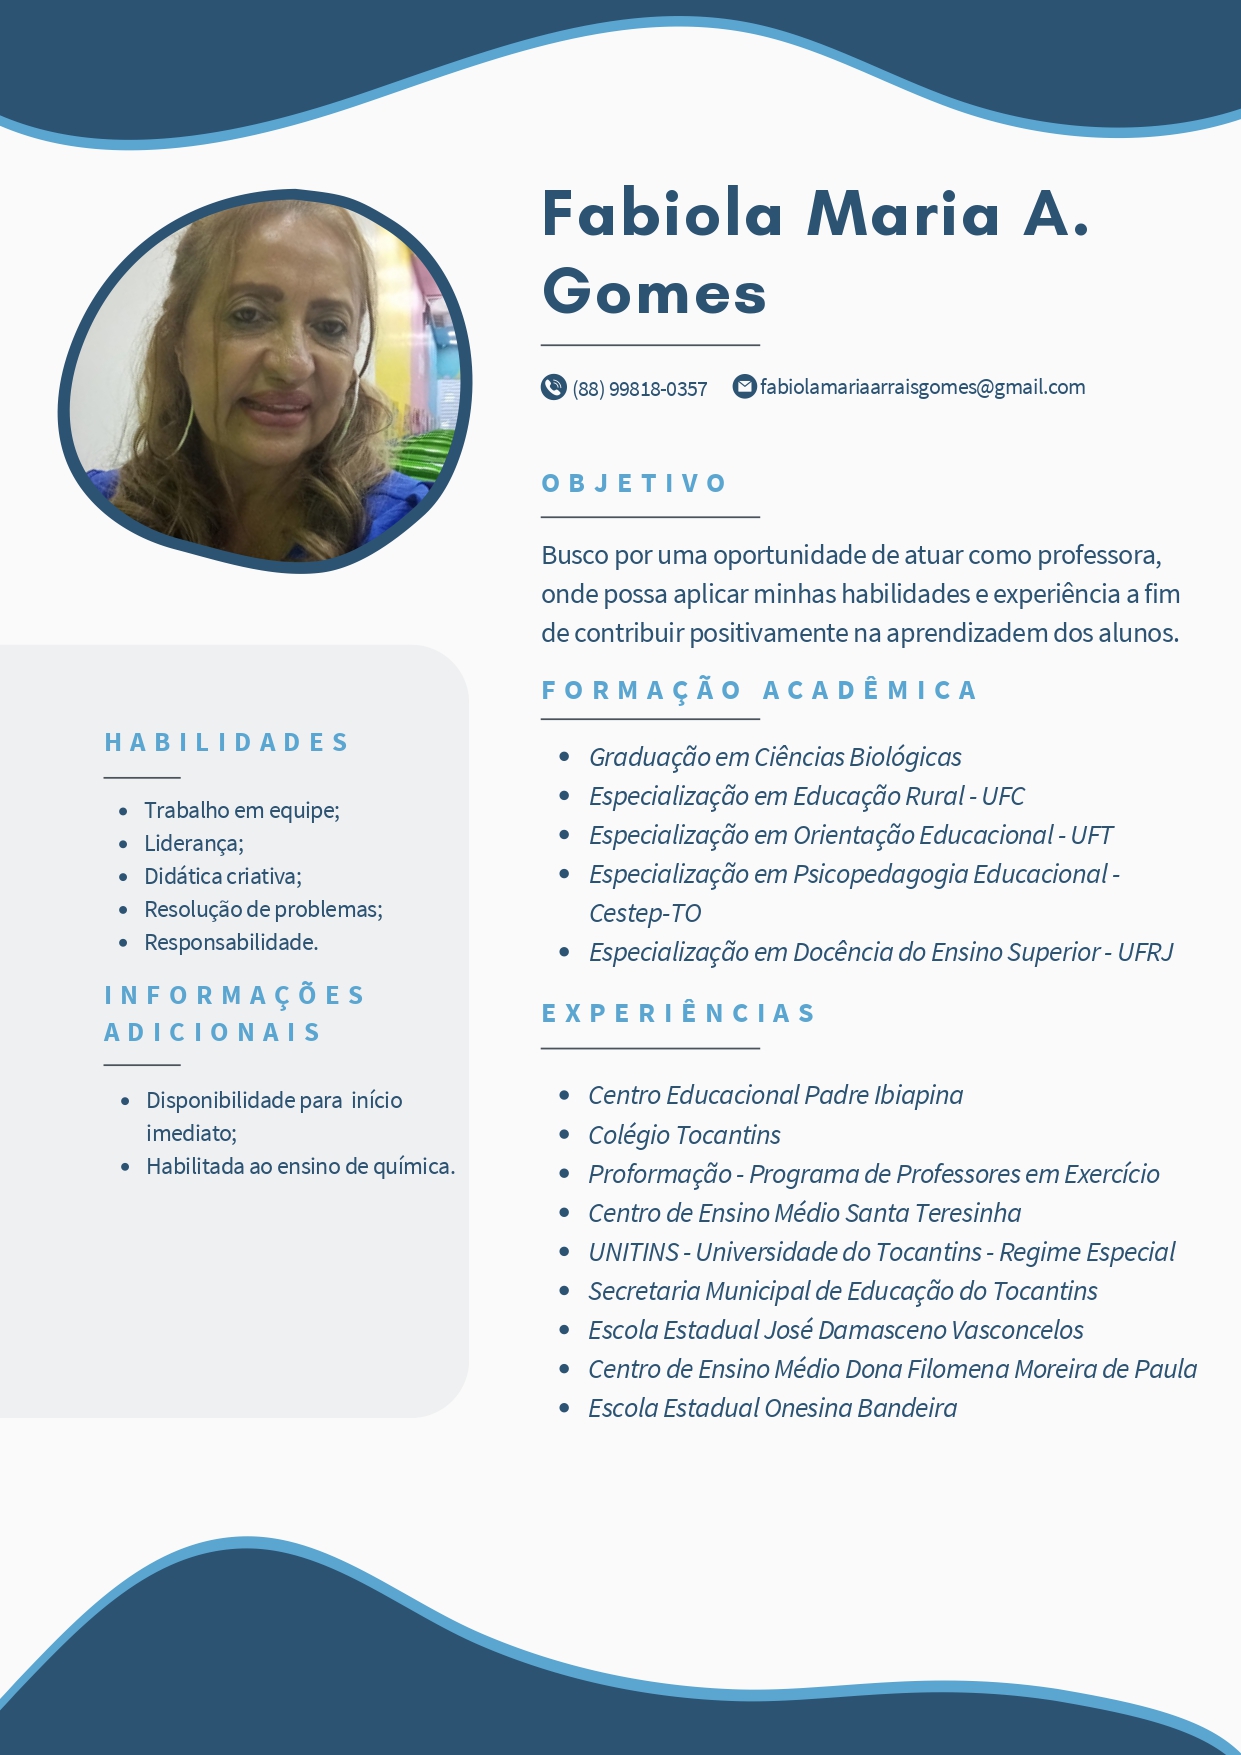 Fabiola Maria A.
Gomes
(88) 99818-0357 fabiolamariaarraisgomes@gmail.com
OBJETIVO
Busco por uma oportunidade de atuar como professora,
onde possa aplicar minhas habilidades e experiência a fim
de contribuir positivamente na aprendizadem dos alunos.
FORMAÇÃO ACADÊMICA
• Graduação em Ciências Biológicas
• Especialização em Educação Rural - UFC
• Especialização em Orientação Educacional - UFT
• Especialização em Psicopedagogia Educacional -
Cestep-TO
• Especialização em Docência do Ensino Superior - UFRJ
EXPERIÊNCIAS
• Centro Educacional Padre Ibiapina
• Colégio Tocantins
• Proformação - Programa de Professores em Exercício
• Centro de Ensino Médio Santa Teresinha
• UNITINS - Universidade do Tocantins - Regime Especial
• Secretaria Municipal de Educação do Tocantins
• Escola Estadual José Damasceno Vasconcelos
• Centro de Ensino Médio Dona Filomena Moreira de Paula
• Escola Estadual Onesina Bandeira
HABILIDADES
• Trabalho em equipe;
• Liderança;
• Didática criativa;
• Resolução de problemas;
• Responsabilidade.
INFORMAÇÕES
ADICIONAIS
• Disponibilidade para início
imediato;
• Habilitada ao ensino de química.